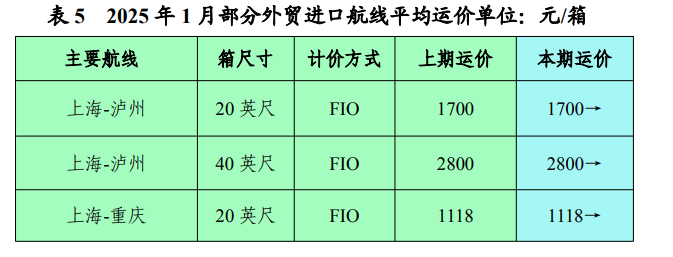 表 5 2025 年 1 月部分外贸进口航线平均运价单位：元/箱
主要航线 箱尺寸 计价方式 上期运价 本期运价
上海-泸州 20 英尺 FIO 1700 1700→
上海-泸州 40 英尺 FIO 2800 2800→
上海-重庆 20 英尺 FIO 1118 1118→